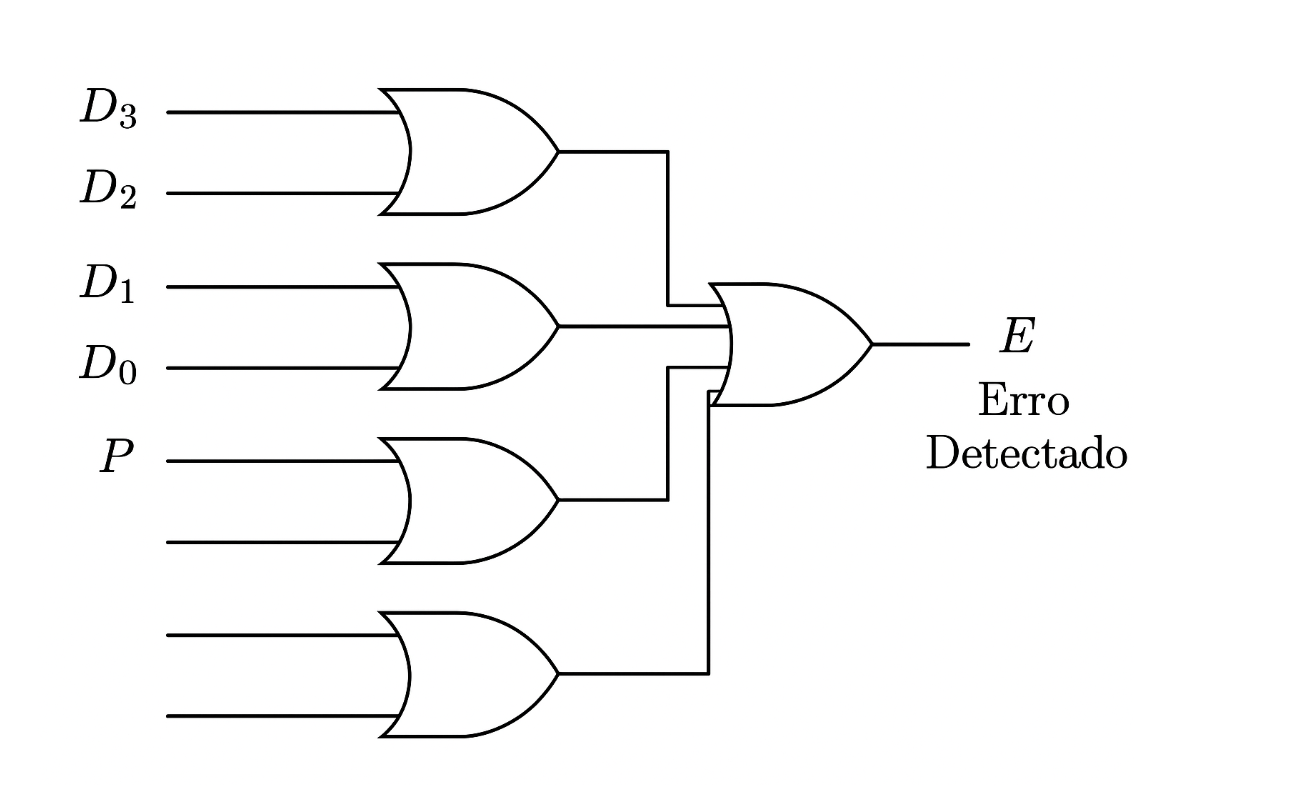 D₃
D₂
D₁
D₀
P
E
Erro
Detectado